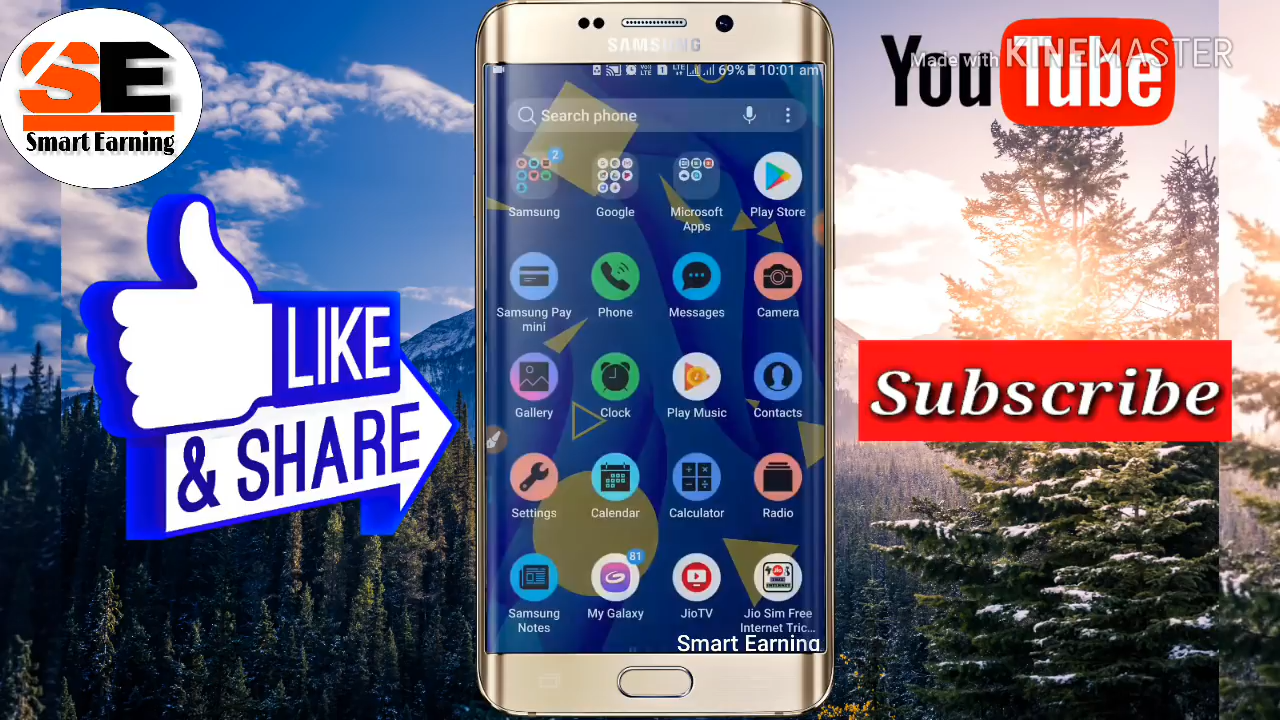 SE
Smart Earning
LIKE
& SHARE
SAMSUNG
69% 10:01 am
Search phone
2
Samsung
Google
Microsoft
Apps
Play Store
Samsung Pay
mini
Phone
Messages
Camera
Gallery
Clock
Play Music
Contacts
Settings
Calendar
Calculator
Radio
81
Samsung
Notes
My Galaxy
JioTV
Jio Sim Free
Internet Tric...
Smart Earning
YouTube
Made with KINEMASTER
Subscribe